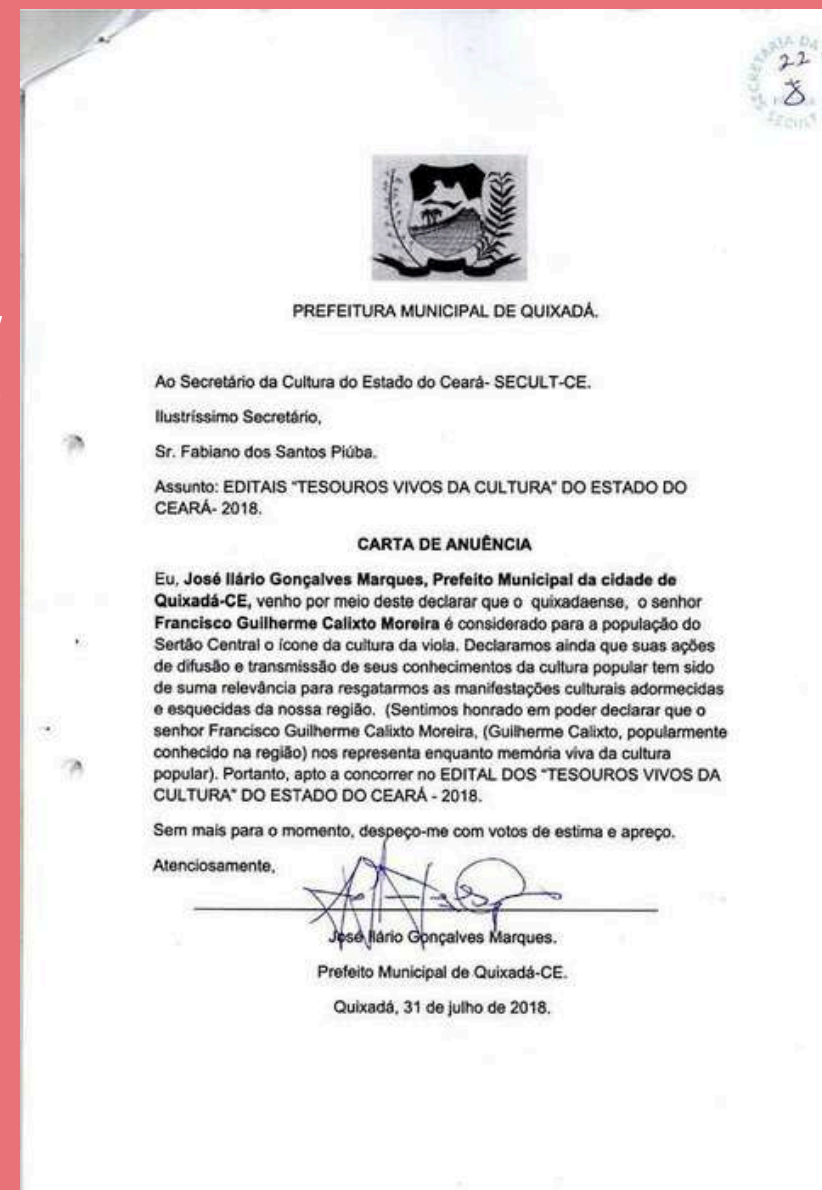 22
PREFEITURA MUNICIPAL DE QUIXADÁ.
Ao Secretário da Cultura do Estado do Ceará- SECULT-CE.
Ilustríssimo Secretário,
Sr. Fabiano dos Santos Piúba.
Assunto: EDITAIS "TESOUROS VIVOS DA CULTURA" DO ESTADO DO
CEARÁ- 2018.
CARTA DE ANUÊNCIA
Eu, José Ilário Gonçalves Marques, Prefeito Municipal da cidade de
Quixadá-CE, venho por meio deste declarar que o quixadaense, o senhor
Francisco Guilherme Calixto Moreira é considerado para a população do
Sertão Central o ícone da cultura da viola. Declaramos ainda que suas ações
de difusão e transmissão de seus conhecimentos da cultura popular tem sido
de suma relevância para resgatarmos as manifestações culturais adormecidas
e esquecidas da nossa região. (Sentimos honrado em poder declarar que o
senhor Francisco Guilherme Calixto Moreira, (Guilherme Calixto, popularmente
conhecido na região) nos representa enquanto memória viva da cultura
popular). Portanto, apto a concorrer no EDITAL DOS "TESOUROS VIVOS DA
CULTURA" DO ESTADO DO CEARÁ - 2018.
Sem mais para o momento, despeço-me com votos de estima e apreço.
Atenciosamente,
José Ilário Gonçalves Marques.
Prefeito Municipal de Quixadá-CE.
Quixadá, 31 de julho de 2018.